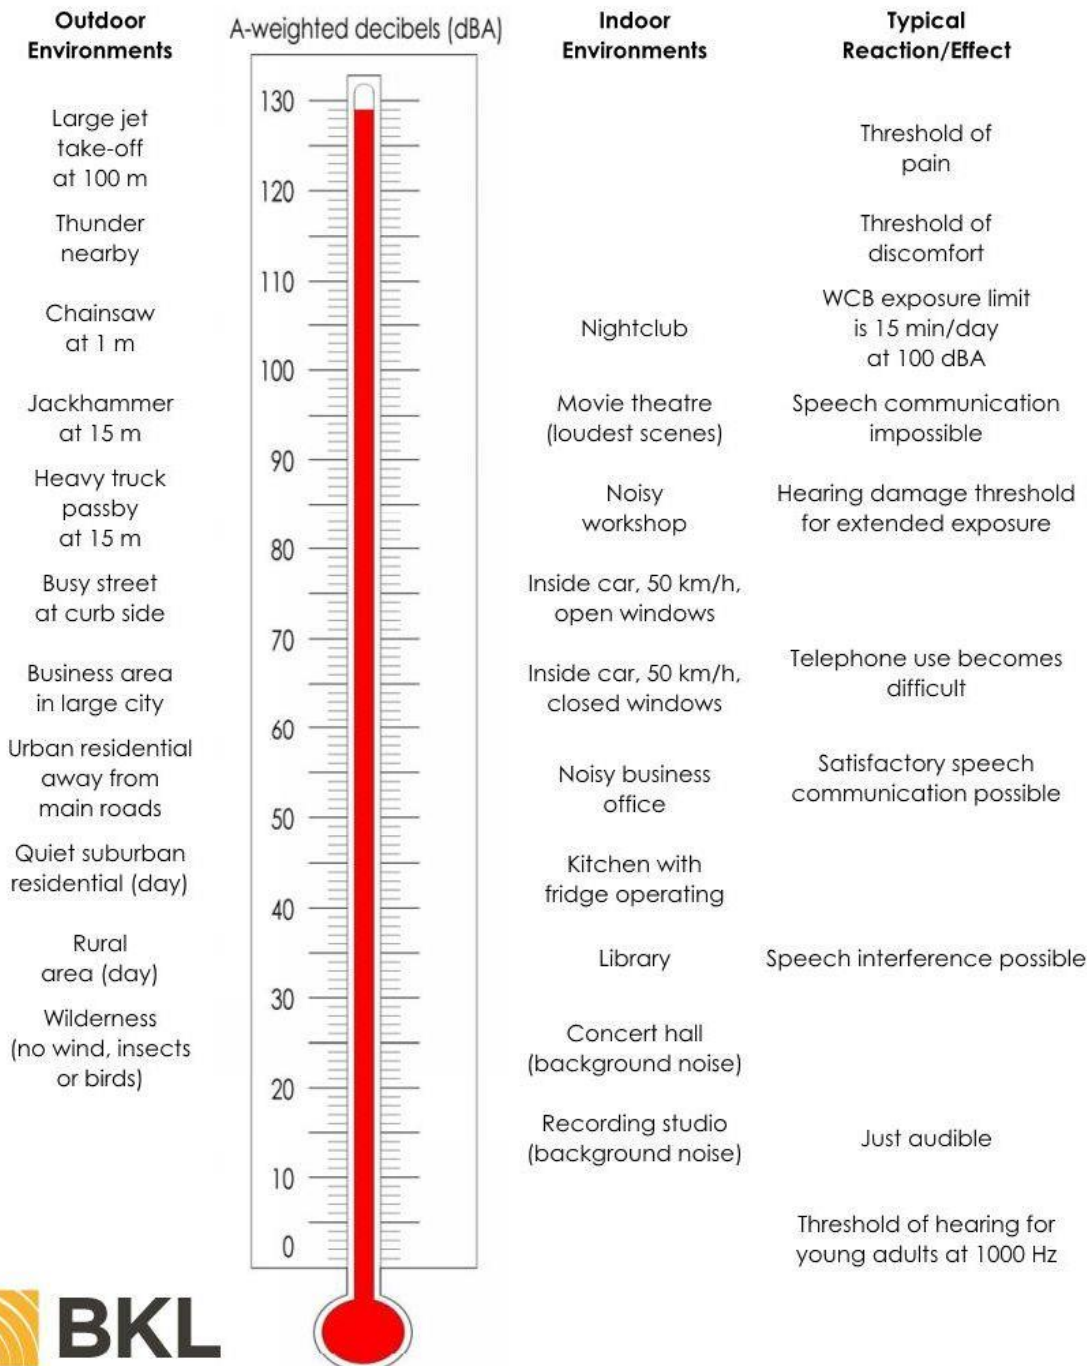 Outdoor
Environments
A-weighted decibels (dBA)
Indoor
Environments
Typical
Reaction/Effect
Large jet
take-off
at 100 m
Thunder
nearby
Chainsaw
at 1 m
Jackhammer
at 15 m
Heavy truck
passby
at 15 m
Busy street
at curb side
Business area
in large city
Urban residential
away from
main roads
Quiet suburban
residential (day)
Rural
area (day)
Wilderness
(no wind, insects
or birds)
130
120
110
100
90
80
70
60
50
40
30
20
10
0
Nightclub
Movie theatre
(loudest scenes)
Noisy
workshop
Inside car, 50 km/h,
open windows
Inside car, 50 km/h,
closed windows
Noisy business
office
Kitchen with
fridge operating
Library
Concert hall
(background noise)
Recording studio
(background noise)
Threshold of
pain
Threshold of
discomfort
WCB exposure limit
is 15 min/day
at 100 dBA
Speech communication
impossible
Hearing damage threshold
for extended exposure
Telephone use becomes
difficult
Satisfactory speech
communication possible
Speech interference possible
Just audible
Threshold of hearing for
young adults at 1000 Hz
BKL